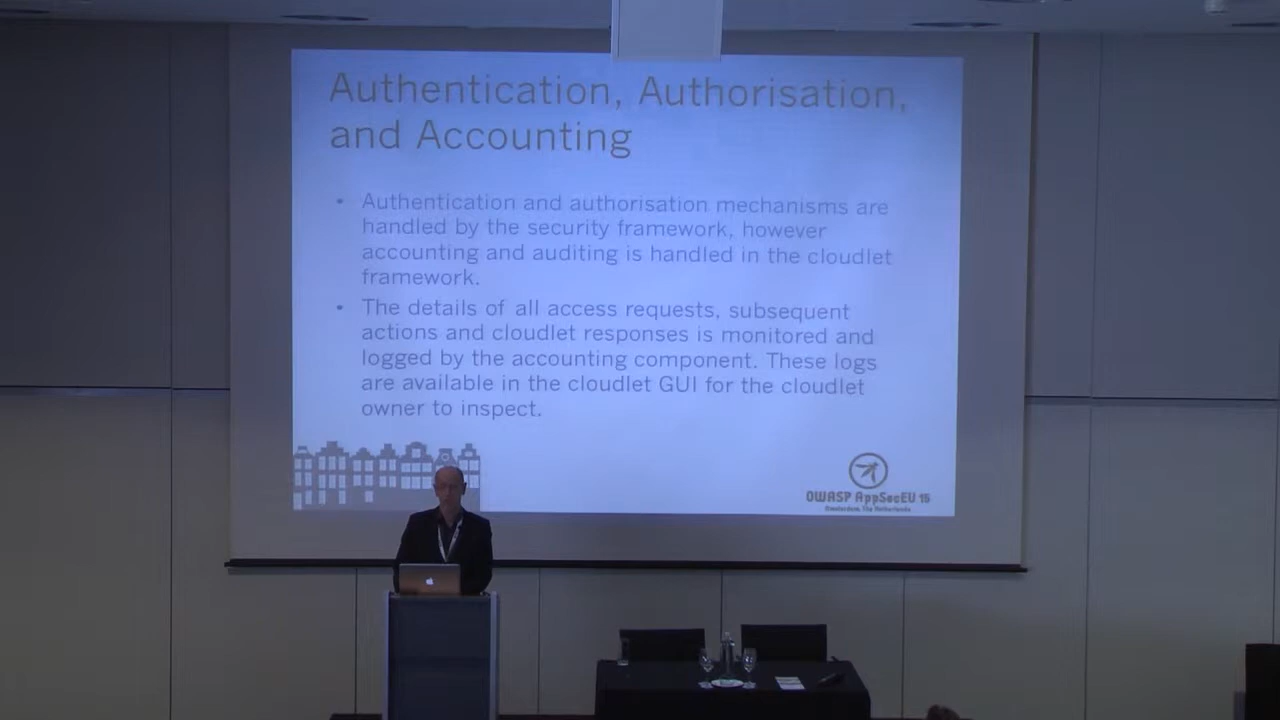 Authentication, Authorisation,
and Accounting
• Authentication and authorisation mechanisms are
handled by the security framework, however
accounting and auditing is handled in the cloudlet
framework.
• The details of all access requests, subsequent
actions and cloudlet responses is monitored and
logged by the accounting component. These logs
are available in the cloudlet GUI for the cloudlet
owner to inspect.
OWASP AppSecEU 15
Amsterdam, The Netherlands